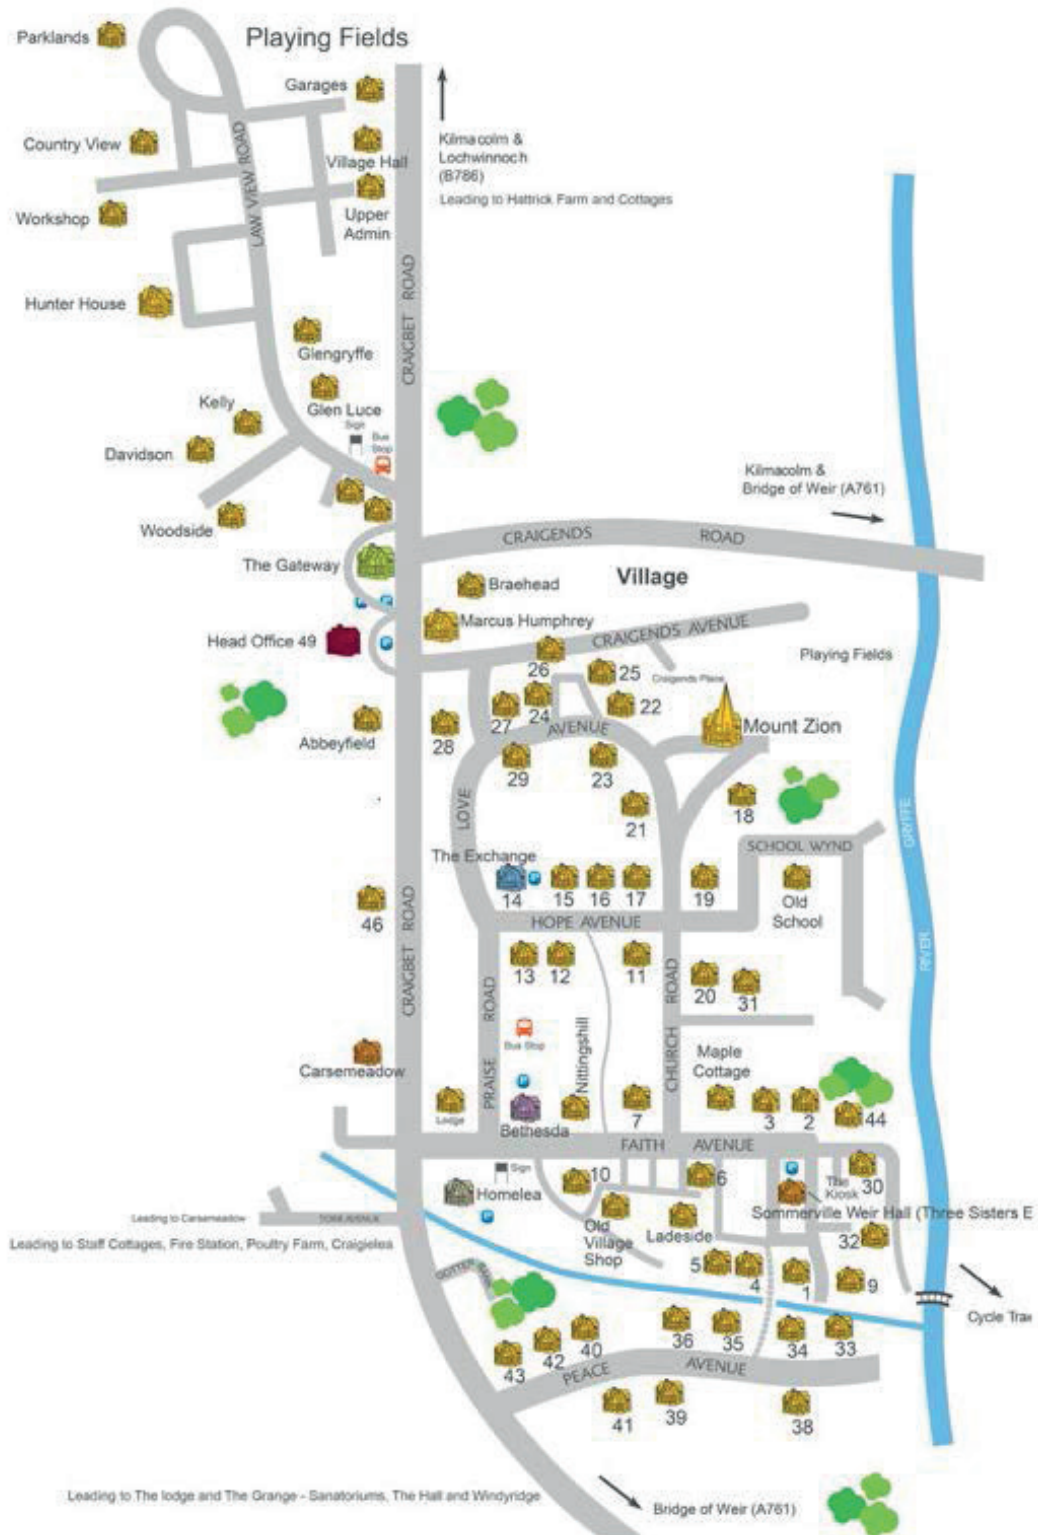 Parklands
Playing Fields
Garages
Country View
Village Hall
Kilmacolm &
Lochwinnoch
(B786)
Leading to Hattrick Farm and Cottages
Workshop
Upper
Admin
LAW VIEW ROAD
Hunter House
CRAIGBET ROAD
Glengryffe
Kelly
Glen Luce
Sign
Bus
Stop
Davidson
Woodside
Kilmacolm &
Bridge of Weir (A761)
CRAIGENDS ROAD
The Gateway
Village
Braehead
Marcus Humphrey
Head Office 49
CRAIGENDS AVENUE
Playing Fields
26
25
Craigends Place
24
22
27
Abbeyfield
28
AVENUE
Mount Zion
29
23
LOVE
21
18
SCHOOL WYND
The Exchange
14
15
16
17
19
Old
School
46
HOPE AVENUE
CRAIGBET ROAD
13
12
11
20
31
PRAISE ROAD
CHURCH ROAD
RIVER GRYFFE
Bus Stop
Nittingshill
Maple
Cottage
Carsemeadow
Lodge
Bethesda
7
3
2
44
FAITH AVENUE
Sign
Homelea
10
6
The
Kiosk
30
Sommerville Weir Hall (Three Sisters E
Old
Village
Shop
Ladeside
32
Leading to Carsemeadow
Leading to Staff Cottages, Fire Station, Poultry Farm, Craigielea
5
4
1
9
Cycle Tra
36
35
34
33
43
42
40
PEACE AVENUE
41
39
38
Leading to The lodge and The Grange - Sanatoriums, The Hall and Windyridge
Bridge of Weir (A761)